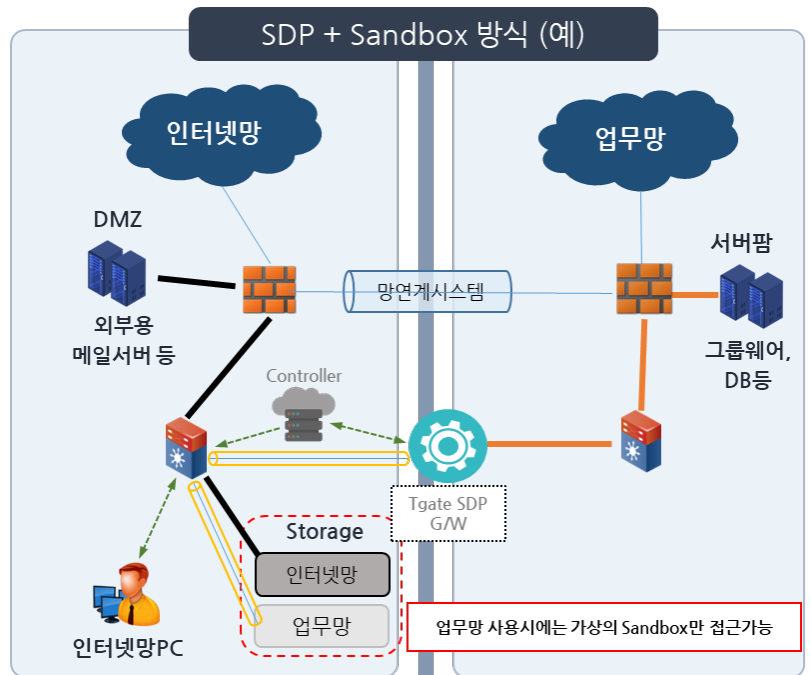 SDP + Sandbox 방식 (예)
인터넷망
업무망
DMZ
서버팜
망연계시스템
외부용
메일서버 등
그룹웨어,
DB등
Controller
Tgate SDP
G/W
Storage
인터넷망
업무망
인터넷망PC
업무망 사용시에는 가상의 Sandbox만 접근가능